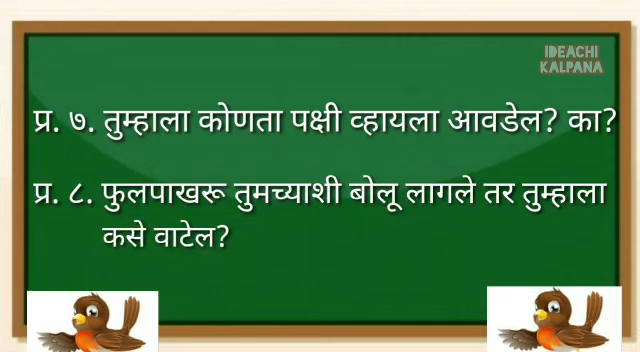 IDEACHI
KALPANA
प्र. ७. तुम्हाला कोणता पक्षी व्हायला आवडेल? का?
प्र. ८. फुलपाखरू तुमच्याशी बोलू लागले तर तुम्हाला
कसे वाटेल?